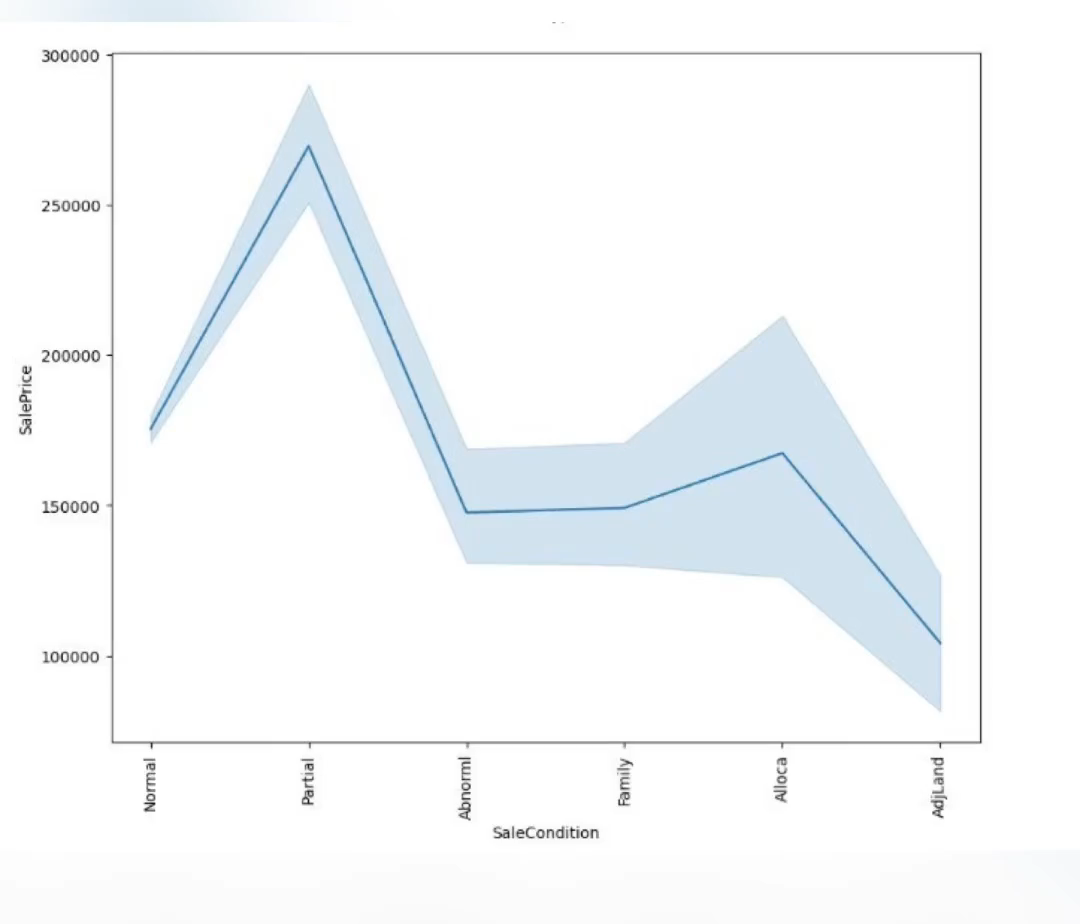 300000
250000
200000
150000
100000
SalePrice
Normal
Partial
Abnorml
Family
Alloca
AdjLand
SaleCondition